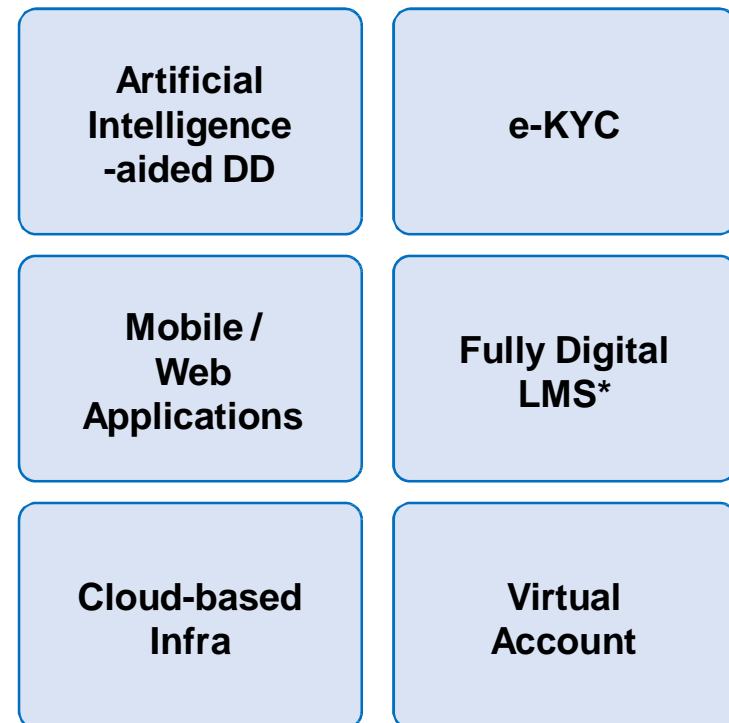 Artificial
Intelligence
-aided DD
e-KYC
Mobile /
Web
Applications
Fully Digital
LMS*
Cloud-based
Infra
Virtual
Account